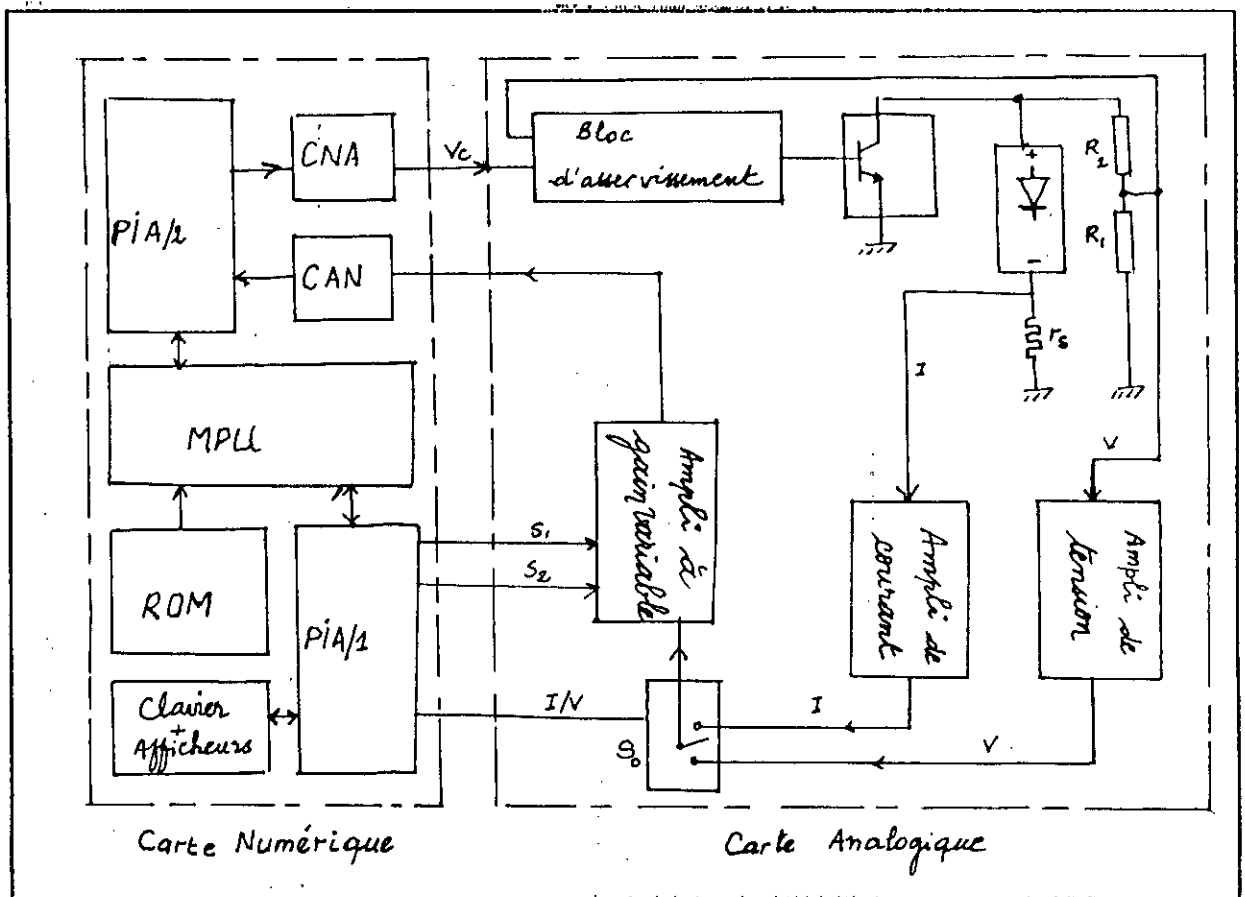 CNA
Vc
Bloc
d'asservissement
R2
+
PiA/2
R1
CAN
-
rs
I
MPU
Ampli à
gain variable
V
Ampli de
courant
Ampli de
tension
S1
S2
ROM
PiA/1
I/V
I
Clavier
+
Afficheurs
S0
V
Carte Numérique
Carte Analogique